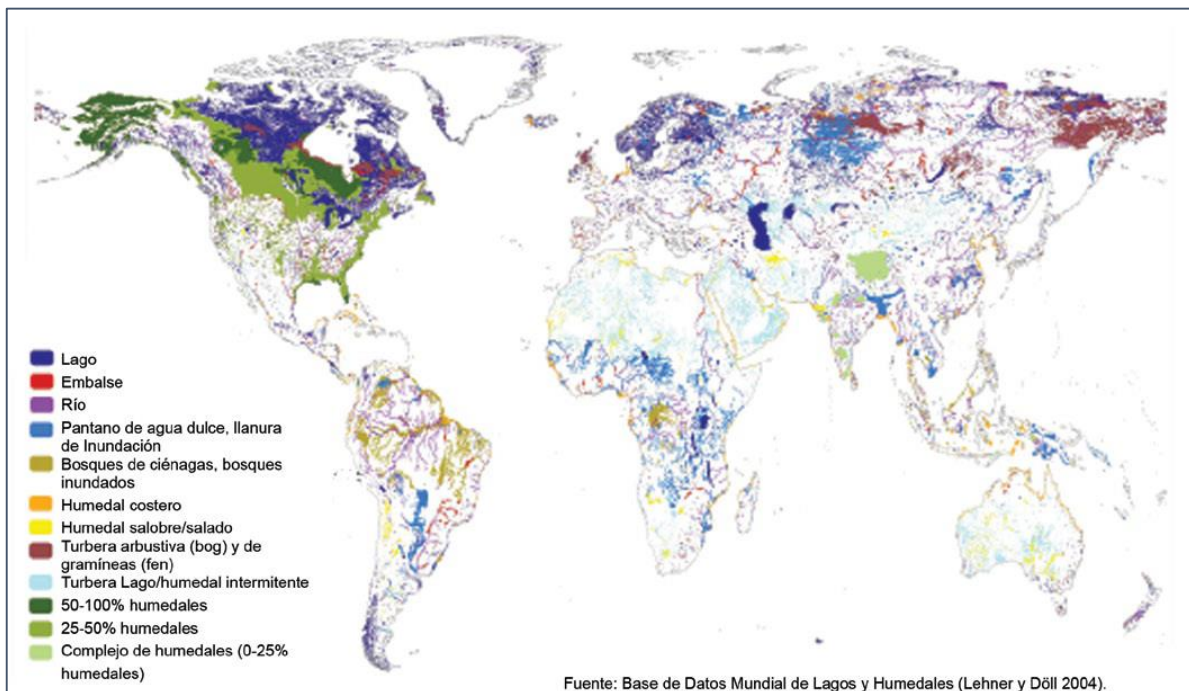 Lago
Embalse
Río
Pantano de agua dulce, llanura
de Inundación
Bosques de ciénagas, bosques
inundados
Humedal costero
Humedal salobre/salado
Turbera arbustiva (bog) y de
gramíneas (fen)
Turbera Lago/humedal intermitente
50-100% humedales
25-50% humedales
Complejo de humedales (0-25%
humedales)
Fuente: Base de Datos Mundial de Lagos y Humedales (Lehner y Döll 2004).